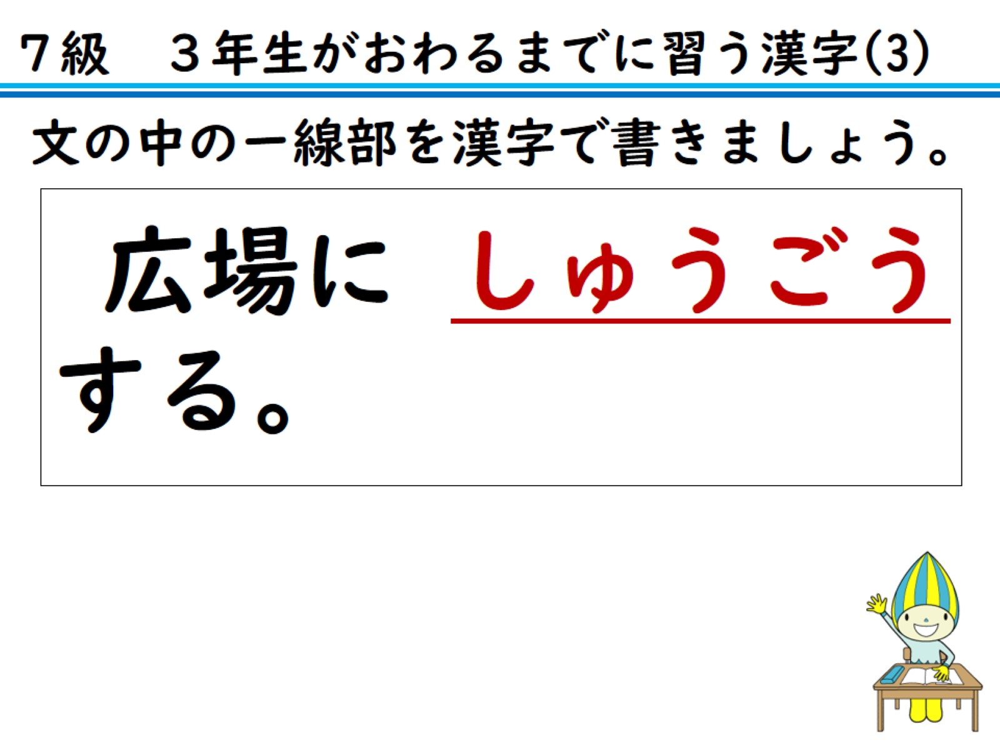 ７級　３年生がおわるまでに習う漢字(3)
文の中の一線部を漢字で書きましょう。
広場に　しゅうごう
する。